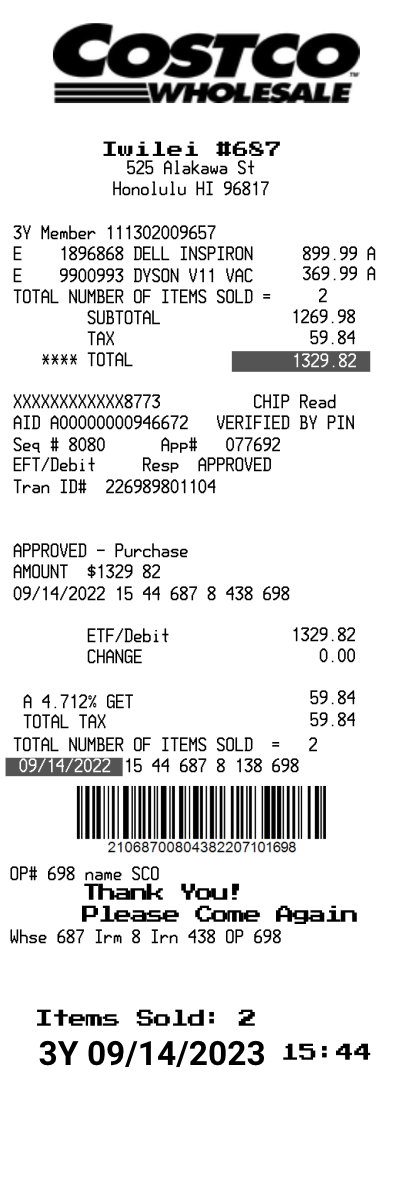 COSTCO
WHOLESALE
Iwilei #687
525 Alakawa St
Honolulu HI 96817
3Y Member 111302009657
E 1896868 DELL INSPIRON 899.99 A
E 9900993 DYSON V11 VAC 369.99 A
TOTAL NUMBER OF ITEMS SOLD = 2
SUBTOTAL 1269.98
TAX 59.84
**** TOTAL 1329.82
XXXXXXXXXXXX8773 CHIP Read
AID A00000000946672 VERIFIED BY PIN
Seq # 8080 App# 077692
EFT/Debit Resp APPROVED
Tran ID# 226989801104
APPROVED - Purchase
AMOUNT $1329 82
09/14/2022 15 44 687 8 438 698
ETF/Debit 1329.82
CHANGE 0.00
A 4.712% GET 59.84
TOTAL TAX 59.84
TOTAL NUMBER OF ITEMS SOLD = 2
09/14/2022 15 44 687 8 138 698
21068700804382207101698
OP# 698 name SCO
Thank You!
Please Come Again
Whse 687 Irm 8 Irn 438 OP 698
Items Sold: 2
3Y 09/14/2023 15:44